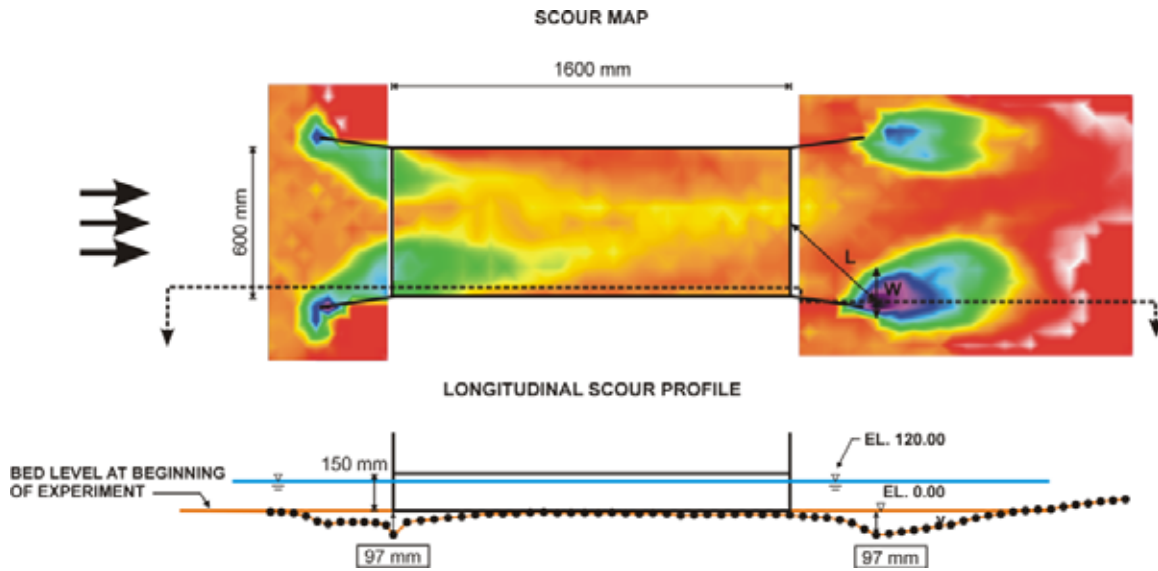 SCOUR MAP
1600 mm
600 mm
L
W
LONGITUDINAL SCOUR PROFILE
EL. 120.00
BED LEVEL AT BEGINNING
OF EXPERIMENT
150 mm
EL. 0.00
Y
97 mm
97 mm